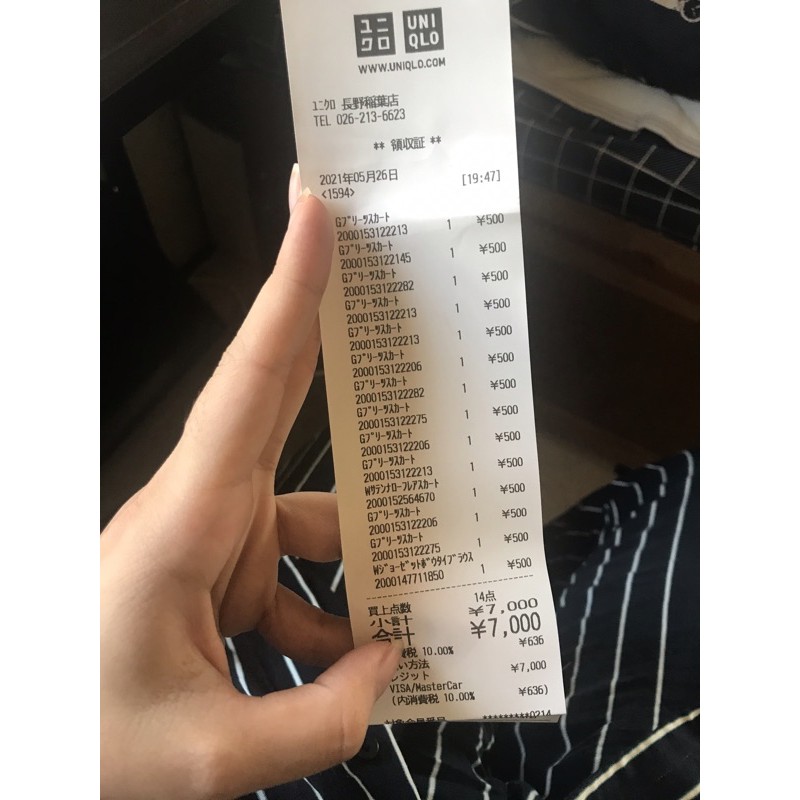 ユニ
クロ
UNI
QLO
WWW.UNIQLO.COM
ユニクロ 長野稲葉店
TEL 026-213-6623
** 領収証 **
2021年05月26日 [19:47]
<1594>
Gプリーツスカート
2000153122213 1 ¥500
Gプリーツスカート
2000153122145 1 ¥500
Gプリーツスカート
2000153122282 1 ¥500
Gプリーツスカート
2000153122213 1 ¥500
Gプリーツスカート
2000153122213 1 ¥500
Gプリーツスカート
2000153122206 1 ¥500
Gプリーツスカート
2000153122282 1 ¥500
Gプリーツスカート
2000153122275 1 ¥500
Gプリーツスカート
2000153122206 1 ¥500
Gプリーツスカート
2000153122213 1 ¥500
Wサテンナローフレアスカート
2000152564670 1 ¥500
Gプリーツスカート
2000153122206 1 ¥500
Gプリーツスカート
2000153122275 1 ¥500
Wジョーゼットボウタイブラウス
2000147711850 1 ¥500
買上点数 14点
小計 ¥7,000
合計 ¥7,000
税 10.00% ¥636
い方法
レジット ¥7,000
VISA/MasterCar
(内消費税 10.00% ¥636)
*********0214